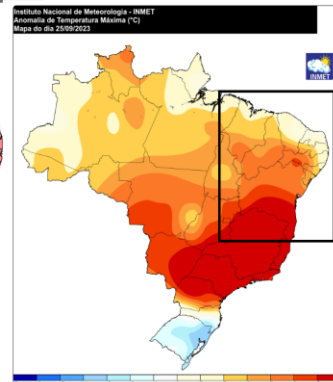 Instituto Nacional de Meteorologia - INMET
Anomalia de Temperatura Máxima (°C)
Mapa do dia 25/09/2023
INMET